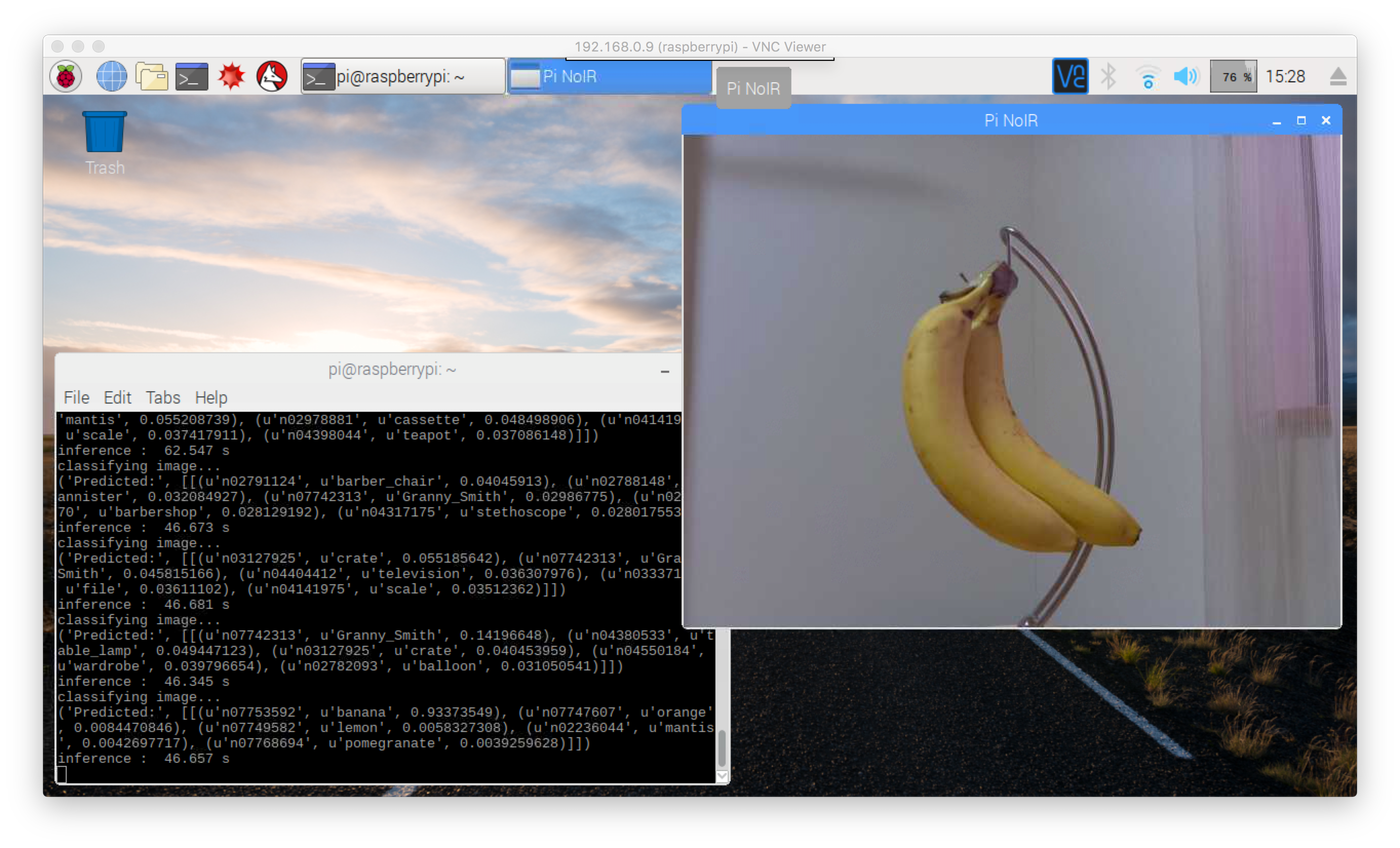 192.168.0.9 (raspberrypi) - VNC Viewer
pi@raspberrypi: ~
Pi NoIR
76 %
15:28
Pi NoIR
Pi NoIR
Trash
pi@raspberrypi: ~
File Edit Tabs Help
'mantis', 0.055208739), (u'n02978881', u'cassette', 0.048498906), (u'n041419
u'scale', 0.037417911), (u'n04398044', u'teapot', 0.037086148)]])
inference : 62.547 s
classifying image...
('Predicted:', [[(u'n02791124', u'barber_chair', 0.04045913), (u'n02788148',
annister', 0.032084927), (u'n07742313', u'Granny_Smith', 0.02986775), (u'n02
70', u'barbershop', 0.028129192), (u'n04317175', u'stethoscope', 0.028017553
inference : 46.673 s
classifying image...
('Predicted:', [[(u'n03127925', u'crate', 0.055185642), (u'n07742313', u'Gra
Smith', 0.045815166), (u'n04404412', u'television', 0.036307976), (u'n033371
u'file', 0.03611102), (u'n04141975', u'scale', 0.03512362)]])
inference : 46.681 s
classifying image...
('Predicted:', [[(u'n07742313', u'Granny_Smith', 0.14196648), (u'n04380533', u't
able_lamp', 0.049447123), (u'n03127925', u'crate', 0.040453959), (u'n04550184',
u'wardrobe', 0.039796654), (u'n02782093', u'balloon', 0.031050541)]])
inference : 46.345 s
classifying image...
('Predicted:', [[(u'n07753592', u'banana', 0.93373549), (u'n07747607', u'orange'
, 0.0084470846), (u'n07749582', u'lemon', 0.0058327308), (u'n02236044', u'mantis
', 0.0042697717), (u'n07768694', u'pomegranate', 0.0039259628)]])
inference : 46.657 s